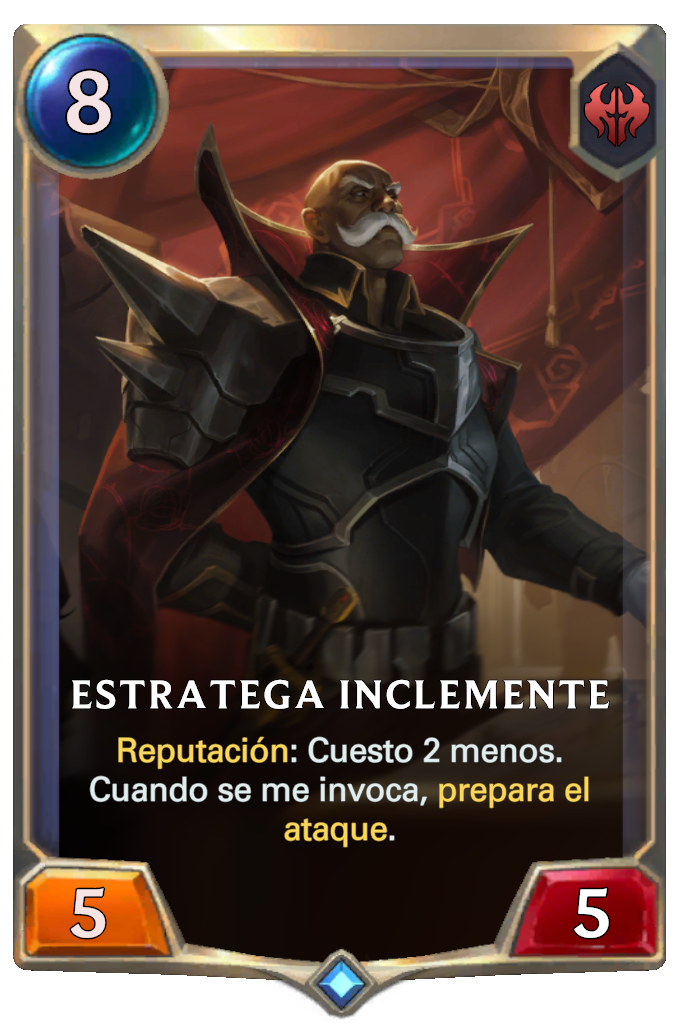 8
ESTRATEGA INCLEMENTE
Reputación: Cuesto 2 menos.
Cuando se me invoca, prepara el
ataque.
5
5